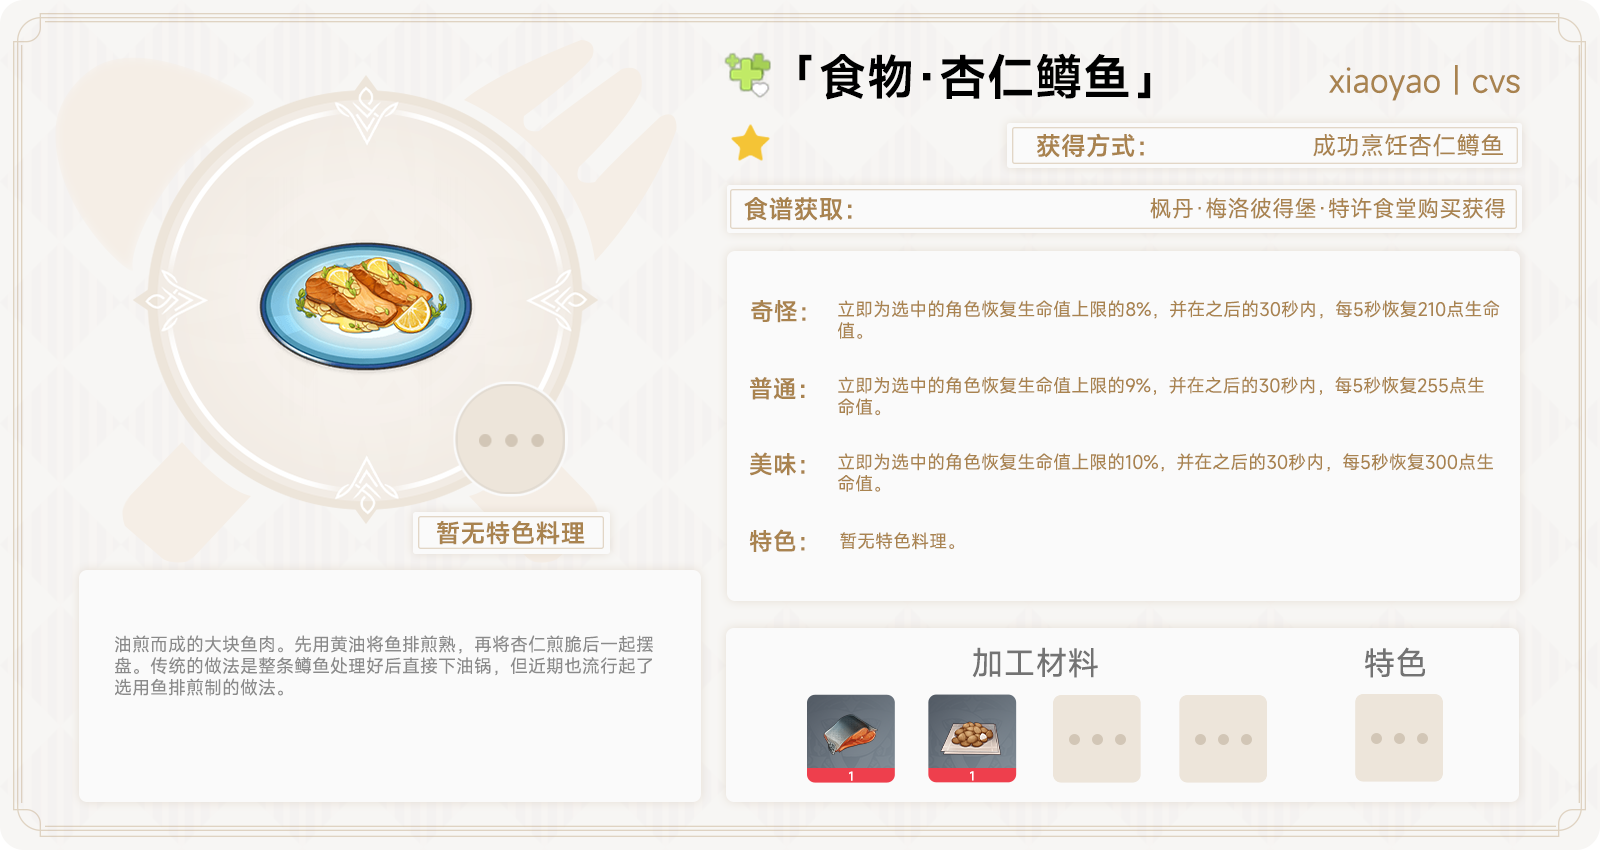 「食物·杏仁鳟鱼」
xiaoyao | cvs
获得方式：
成功烹饪杏仁鳟鱼
食谱获取：
枫丹·梅洛彼得堡·特许食堂购买获得
奇怪：
立即为选中的角色恢复生命值上限的8%，并在之后的30秒内，每5秒恢复210点生命
值。
普通：
立即为选中的角色恢复生命值上限的9%，并在之后的30秒内，每5秒恢复255点生
命值。
美味：
立即为选中的角色恢复生命值上限的10%，并在之后的30秒内，每5秒恢复300点生
命值。
特色：
暂无特色料理。
暂无特色料理
油煎而成的大块鱼肉。先用黄油将鱼排煎熟，再将杏仁煎脆后一起摆
盘。传统的做法是整条鳟鱼处理好后直接下油锅，但近期也流行起了
选用鱼排煎制的做法。
加工材料
特色
1
1